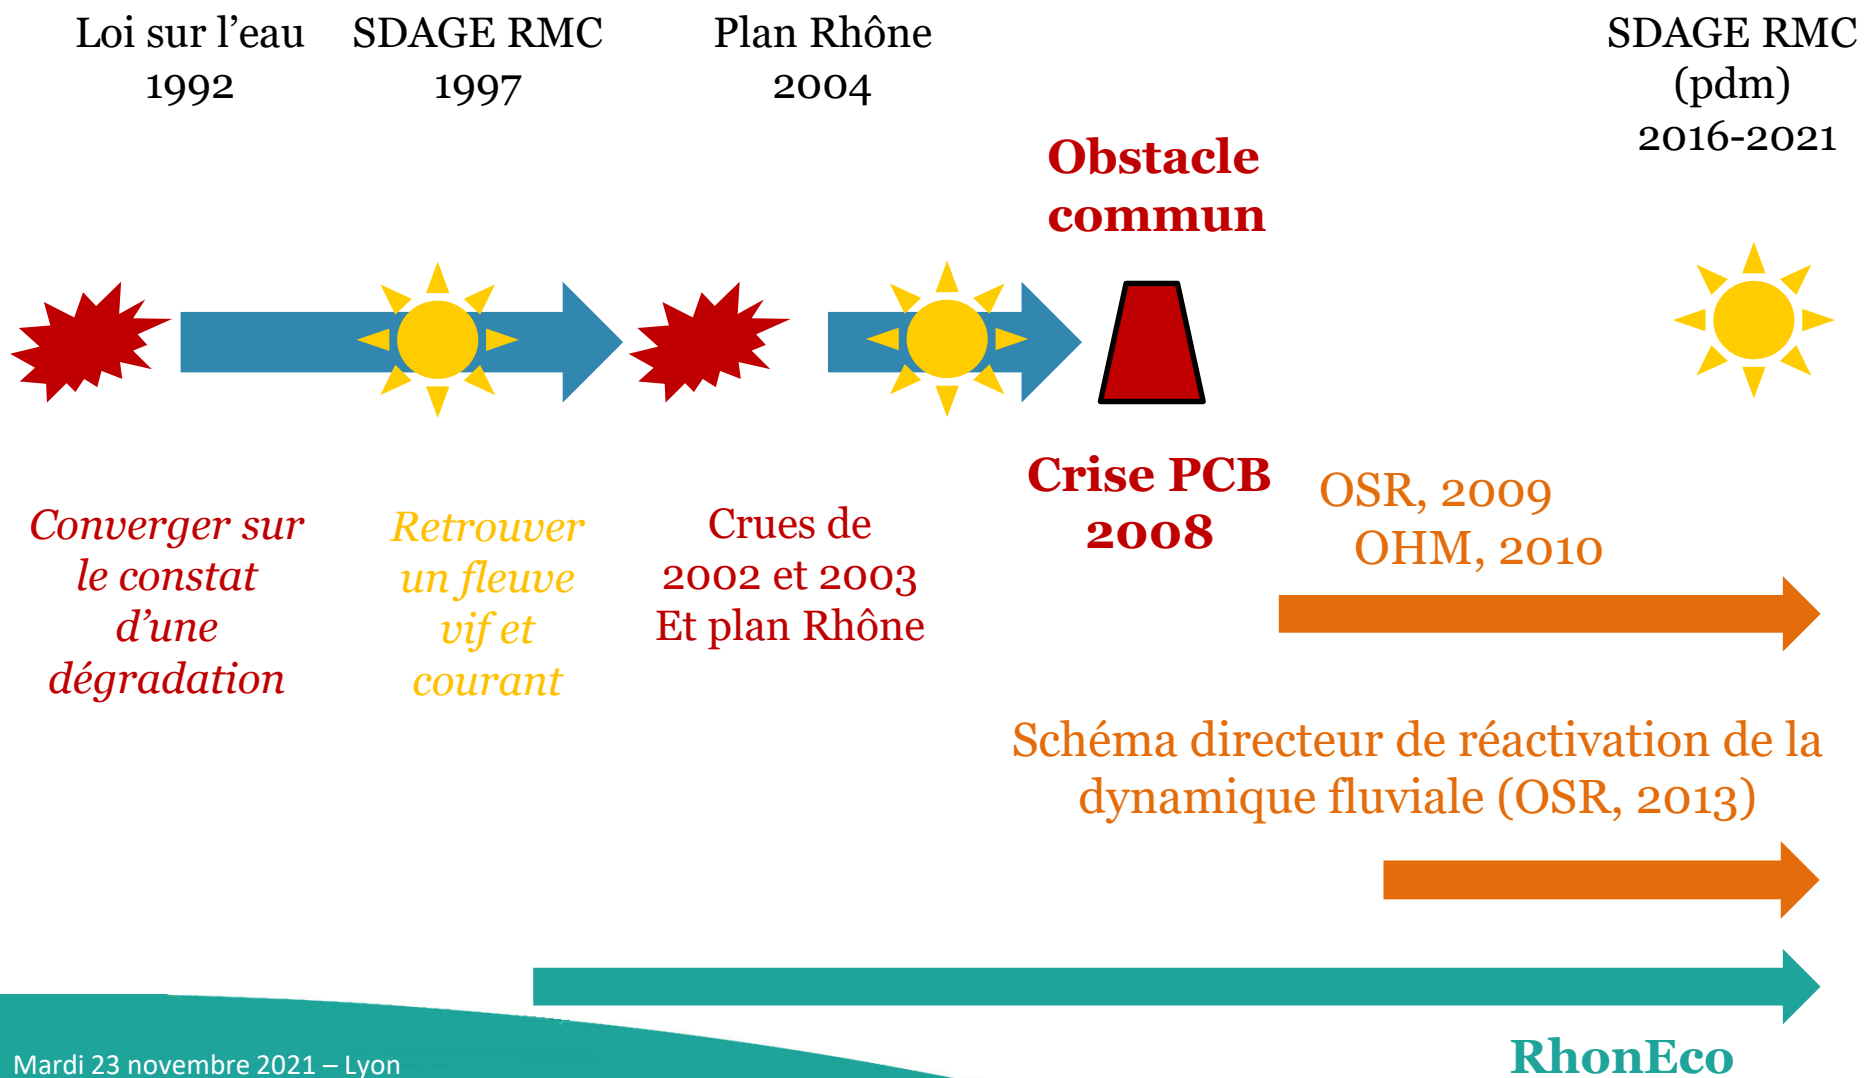 Loi sur l’eau
1992
SDAGE RMC
1997
Plan Rhône
2004
SDAGE RMC
(pdm)
2016-2021
Obstacle
commun
Crise PCB
2008
Converger sur
le constat
d’une
dégradation
Retrouver
un fleuve
vif et
courant
Crues de
2002 et 2003
Et plan Rhône
OSR, 2009
OHM, 2010
Schéma directeur de réactivation de la
dynamique fluviale (OSR, 2013)
RhonEco
Mardi 23 novembre 2021 – Lyon